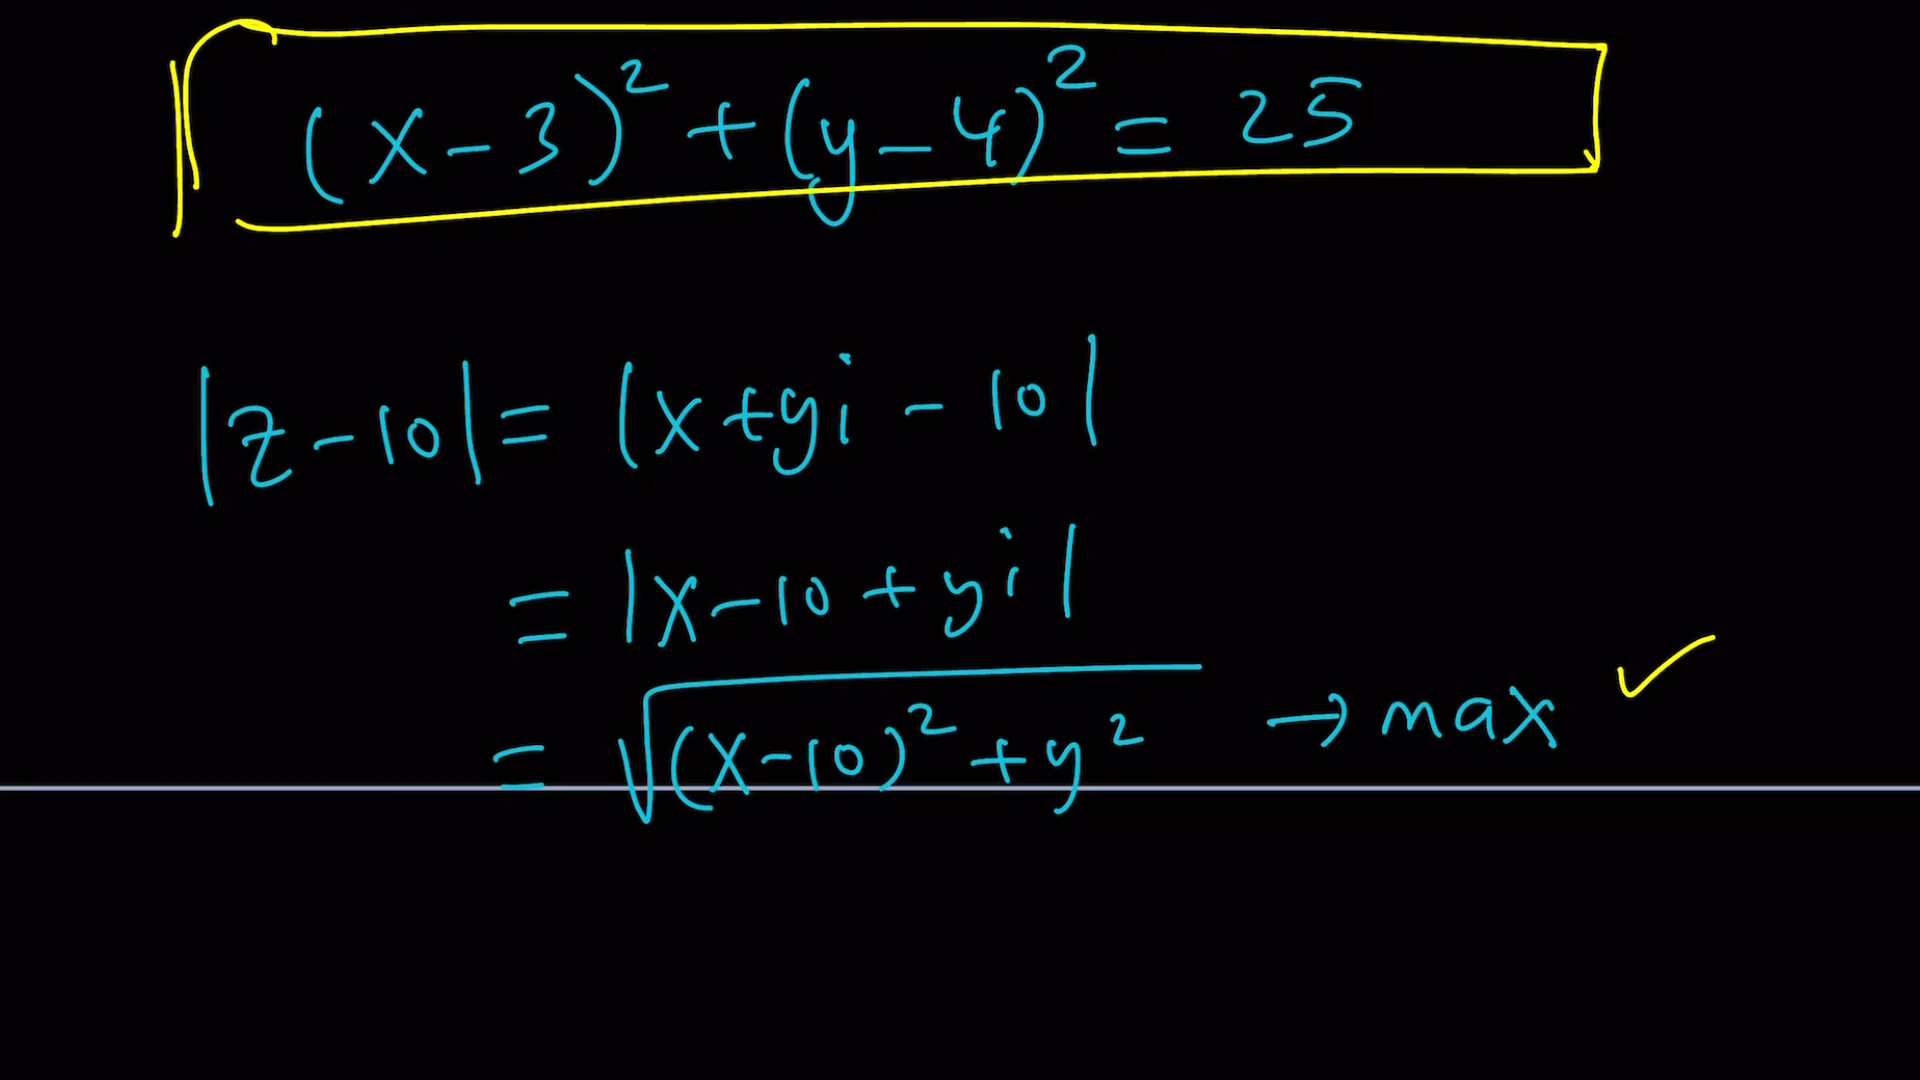 (x-3)² + (y-4)² = 25
|z-10| = |x+yi-10|
= |x-10+yi|
= √(x-10)²+y² → max ✓